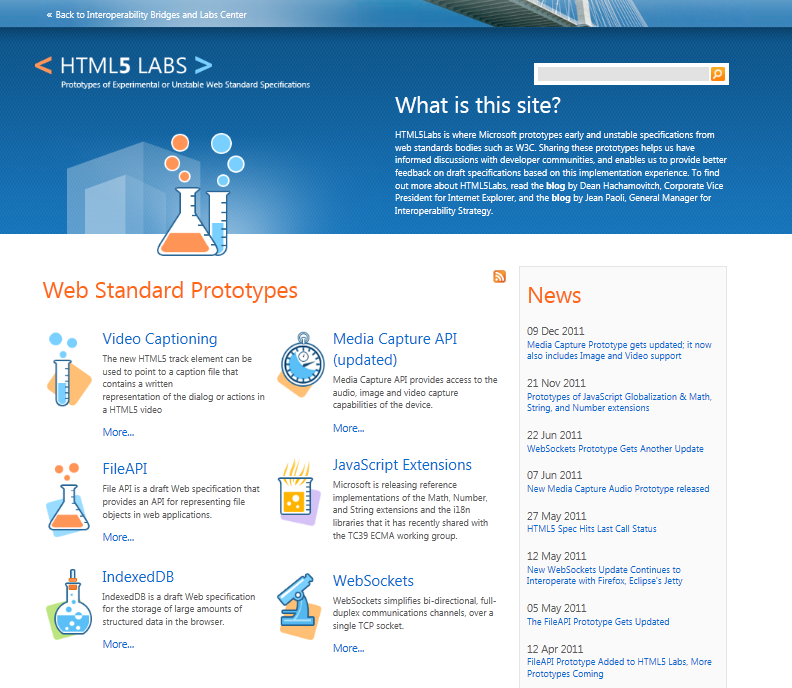 « Back to Interoperability Bridges and Labs Center
< HTML5 LABS >
Prototypes of Experimental or Unstable Web Standard Specifications
What is this site?
HTML5Labs is where Microsoft prototypes early and unstable specifications from
web standards bodies such as W3C. Sharing these prototypes helps us have
informed discussions with developer communities, and enables us to provide better
feedback on draft specifications based on this implementation experience. To find
out more about HTML5Labs, read the blog by Dean Hachamovitch, Corporate Vice
President for Internet Explorer, and the blog by Jean Paoli, General Manager for
Interoperability Strategy.
Web Standard Prototypes
Video Captioning
The new HTML5 track element can be
used to point to a caption file that
contains a written
representation of the dialog or actions in
a HTML5 video
More...
Media Capture API
(updated)
Media Capture API provides access to the
audio, image and video capture
capabilities of the device.
More...
FileAPI
File API is a draft Web specification that
provides an API for representing file
objects in web applications.
More...
JavaScript Extensions
Microsoft is releasing reference
implementations of the Math, Number,
and String extensions and the i18n
libraries that it has recently shared with
the TC39 ECMA working group.
IndexedDB
IndexedDB is a draft Web specification
for the storage of large amounts of
structured data in the browser.
More...
WebSockets
WebSockets simplifies bi-directional, full-
duplex communications channels, over a
single TCP socket.
More...
News
09 Dec 2011
Media Capture Prototype gets updated; it now
also includes Image and Video support
21 Nov 2011
Prototypes of JavaScript Globalization & Math,
String, and Number extensions
22 Jun 2011
WebSockets Prototype Gets Another Update
07 Jun 2011
New Media Capture Audio Prototype released
27 May 2011
HTML5 Spec Hits Last Call Status
12 May 2011
New WebSockets Update Continues to
Interoperate with Firefox, Eclipse's Jetty
05 May 2011
The FileAPI Prototype Gets Updated
12 Apr 2011
FileAPI Prototype Added to HTML5 Labs, More
Prototypes Coming